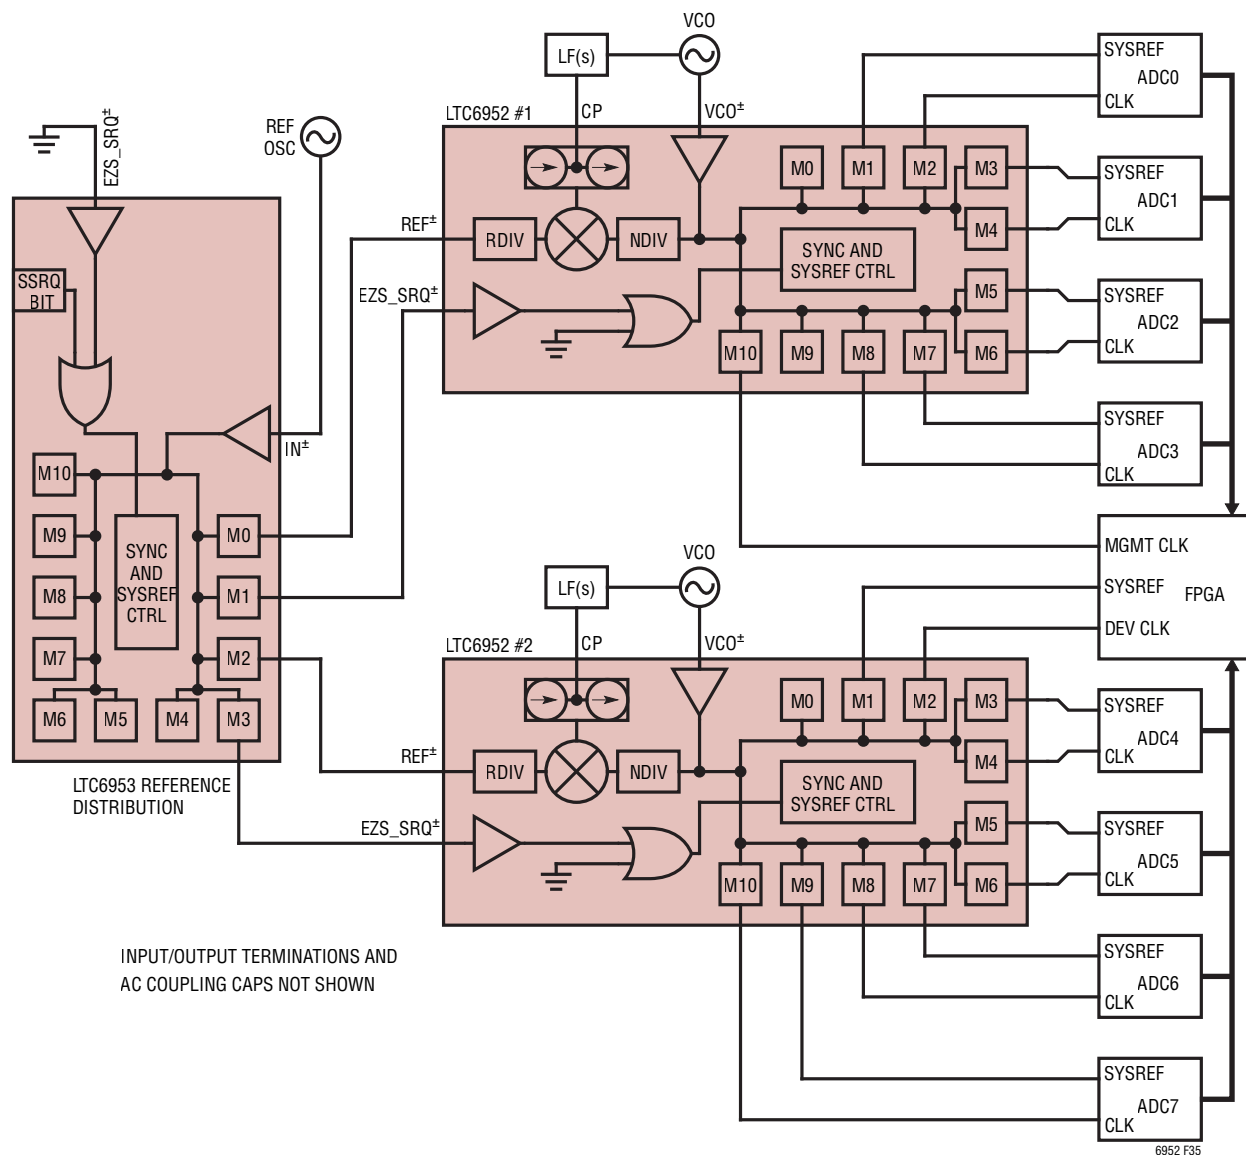 EZS_SRQ±
REF
OSC
SSRQ
BIT
IN±
M10
M9
M8
M7
M6
M5
M4
M3
M0
M1
M2
SYNC
AND
SYSREF
CTRL
LTC6953 REFERENCE
DISTRIBUTION
INPUT/OUTPUT TERMINATIONS AND
AC COUPLING CAPS NOT SHOWN
VCO
LF(s)
LTC6952 #1
CP
VCO±
REF±
RDIV
NDIV
EZS_SRQ±
M0
M1
M2
M3
M4
SYNC AND
SYSREF CTRL
M5
M6
M10
M9
M8
M7
VCO
LF(s)
LTC6952 #2
CP
VCO±
REF±
RDIV
NDIV
EZS_SRQ±
M0
M1
M2
M3
M4
SYNC AND
SYSREF CTRL
M5
M6
M10
M9
M8
M7
SYSREF
ADC0
CLK
SYSREF
ADC1
CLK
SYSREF
ADC2
CLK
SYSREF
ADC3
CLK
MGMT CLK
SYSREF
FPGA
DEV CLK
SYSREF
ADC4
CLK
SYSREF
ADC5
CLK
SYSREF
ADC6
CLK
SYSREF
ADC7
CLK
6952 F35